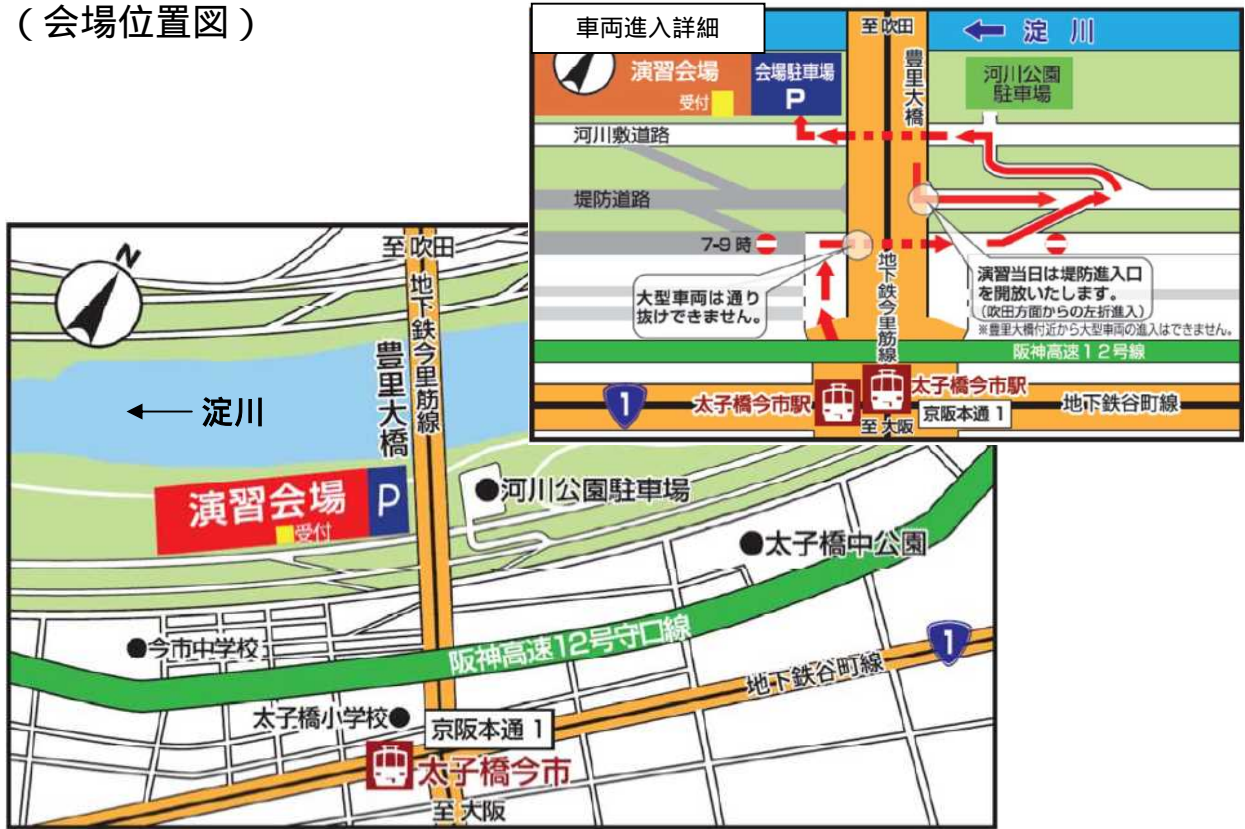 （会場位置図）
車両進入詳細
至 吹田
淀 川
豊里大橋
演習会場
受付
会場駐車場
P
河川公園
駐車場
河川敷道路
堤防道路
7-9 時
大型車両は通り
抜けできません。
地下鉄今里筋線
演習当日は堤防進入口
を開放いたします。
(吹田方面からの左折進入)
※豊里大橋付近から大型車両の進入はできません。
阪神高速１２号線
1
太子橋今市駅
太子橋今市駅
京阪本通 1
地下鉄谷町線
至 大阪
N
至 吹田
地下鉄今里筋線
豊里大橋
淀川
演習会場
受付
P
●河川公園駐車場
●太子橋中公園
●今市中学校
阪神高速12号守口線
1
地下鉄谷町線
太子橋小学校●
京阪本通 1
太子橋今市
至 大阪